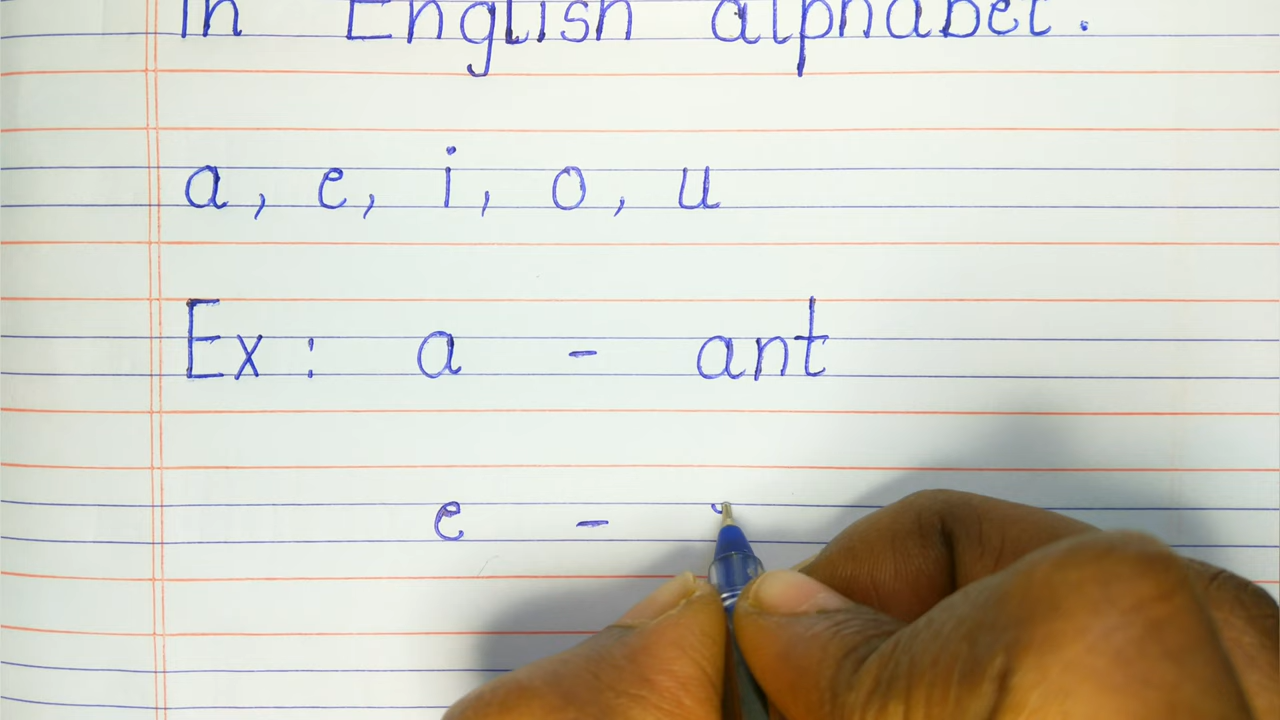 in English alphabet.
a, e, i, o, u
Ex: a - ant
e -